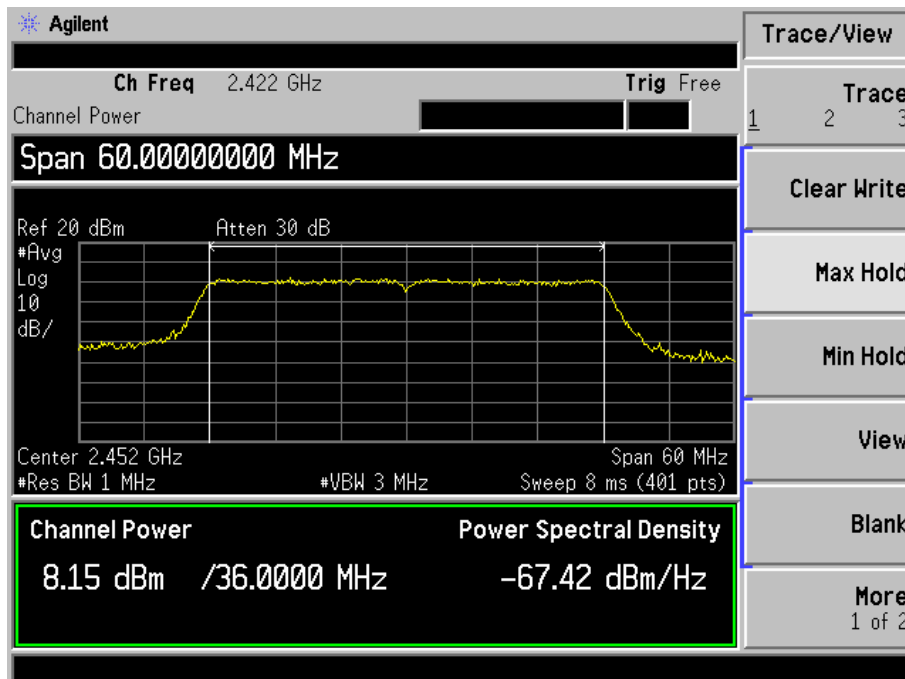 Agilent
Ch Freq 2.422 GHz Trig Free
Channel Power
Span 60.00000000 MHz
Ref 20 dBm Atten 30 dB
#Avg
Log
10
dB/
Center 2.452 GHz Span 60 MHz
#Res BW 1 MHz #VBW 3 MHz Sweep 8 ms (401 pts)
Channel Power Power Spectral Density
8.15 dBm /36.0000 MHz -67.42 dBm/Hz
Trace/View
Trace
1 2 3
Clear Write
Max Hold
Min Hold
View
Blank
More
1 of 2